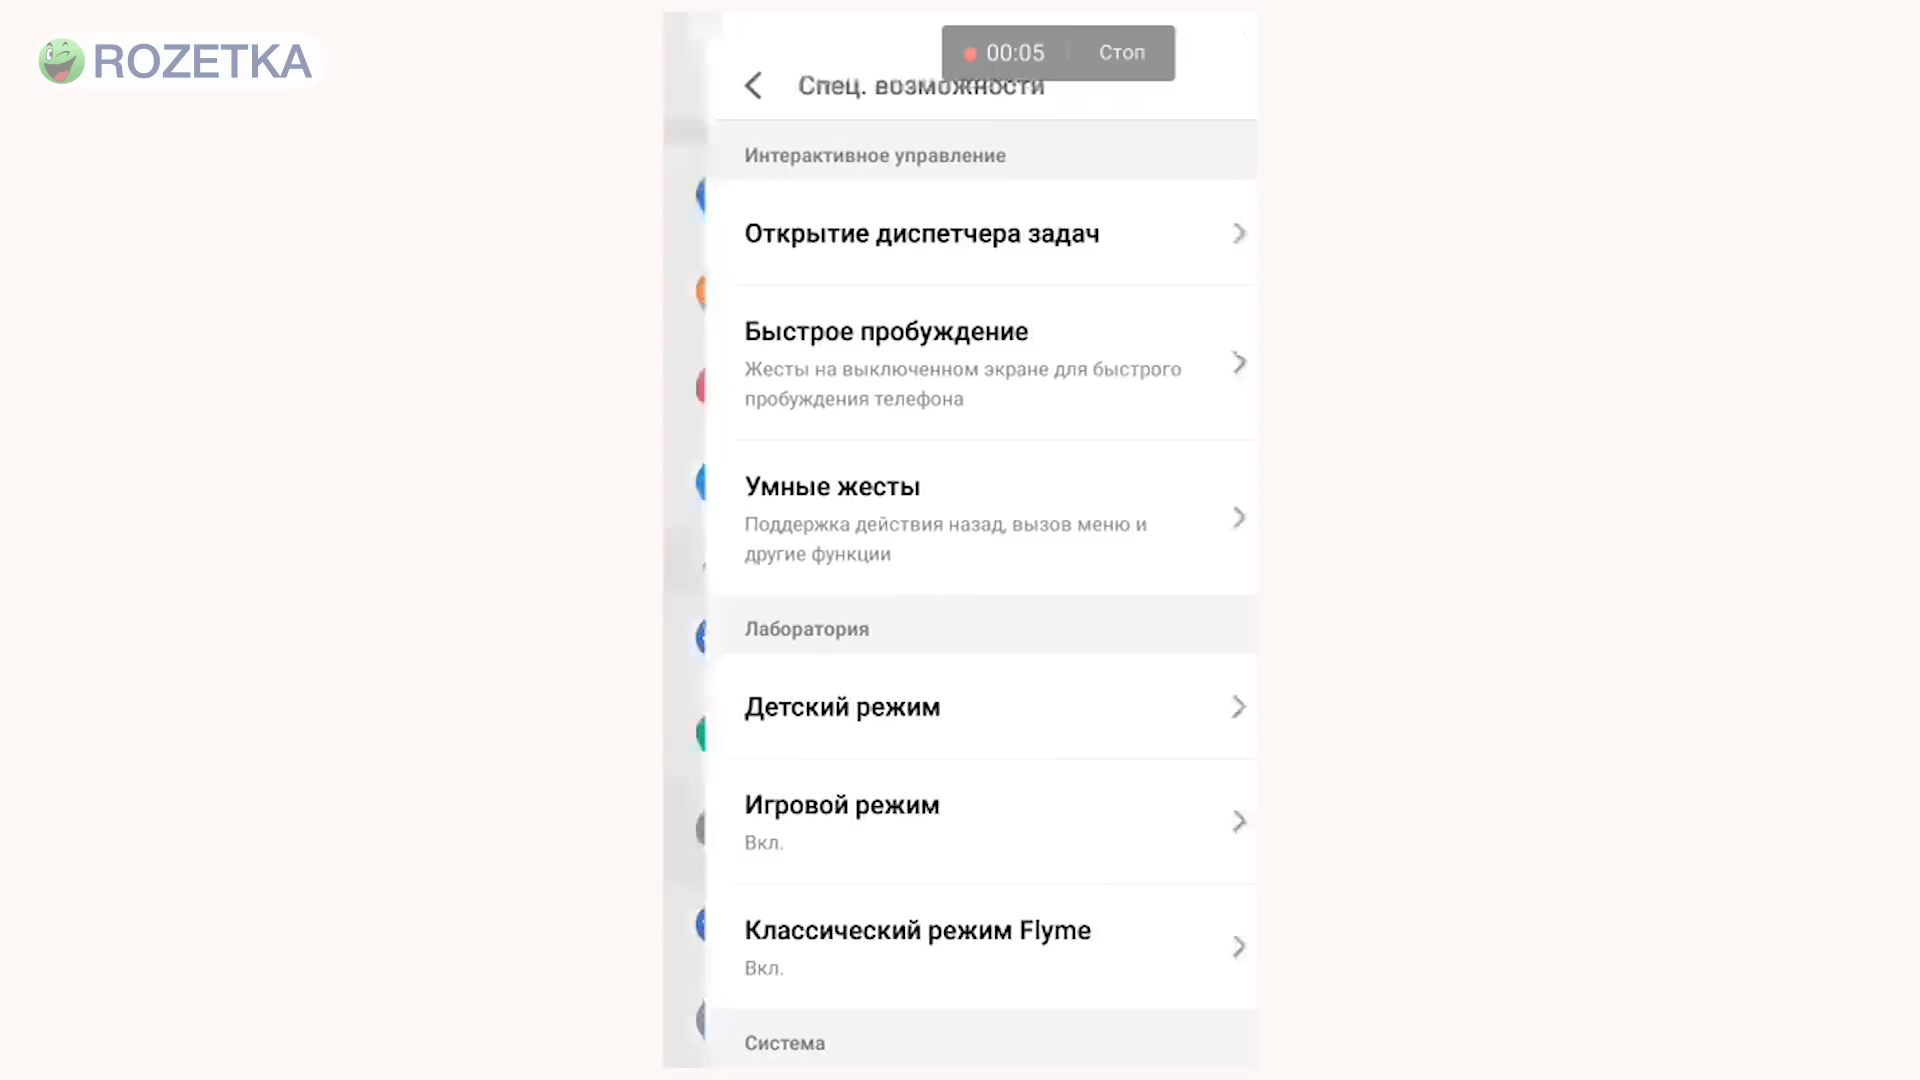 ROZETKA
00:05 Стоп
Спец. возможности
Интерактивное управление
Открытие диспетчера задач
Быстрое пробуждение
Жесты на выключенном экране для быстрого
пробуждения телефона
Умные жесты
Поддержка действия назад, вызов меню и
другие функции
Лаборатория
Детский режим
Игровой режим
Вкл.
Классический режим Flyme
Вкл.
Система